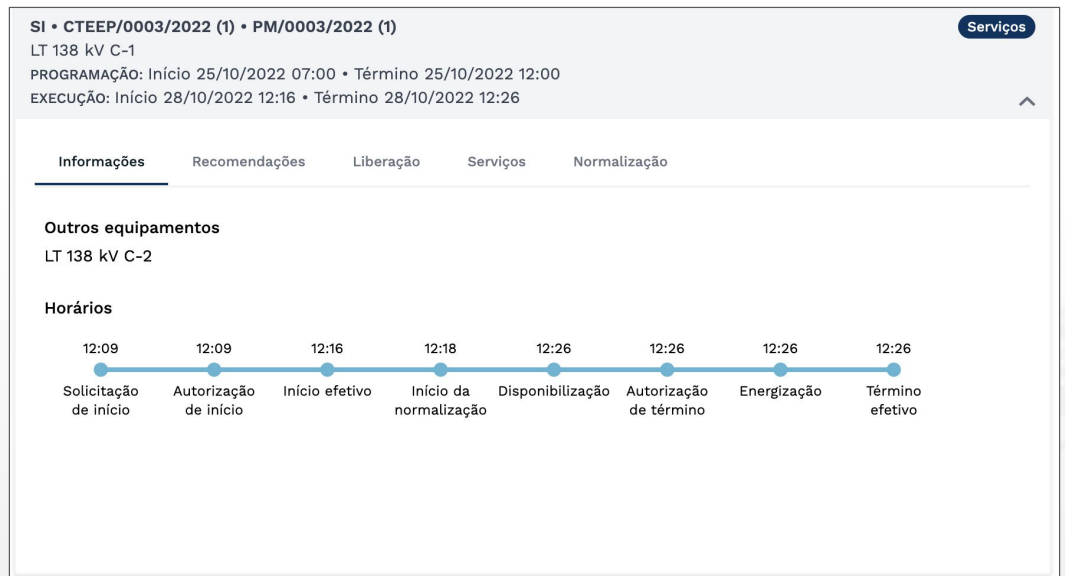 SI • CTEEP/0003/2022 (1) • PM/0003/2022 (1)
Serviços
LT 138 kV C-1
PROGRAMAÇÃO: Início 25/10/2022 07:00 • Término 25/10/2022 12:00
EXECUÇÃO: Início 28/10/2022 12:16 • Término 28/10/2022 12:26
Informações Recomendações Liberação Serviços Normalização
Outros equipamentos
LT 138 kV C-2
Horários
12:09 12:09 12:16 12:18 12:26 12:26 12:26 12:26
Solicitação Autorização Início efetivo Início da Disponibilização Autorização Energização Término
de início de início normalização de término efetivo